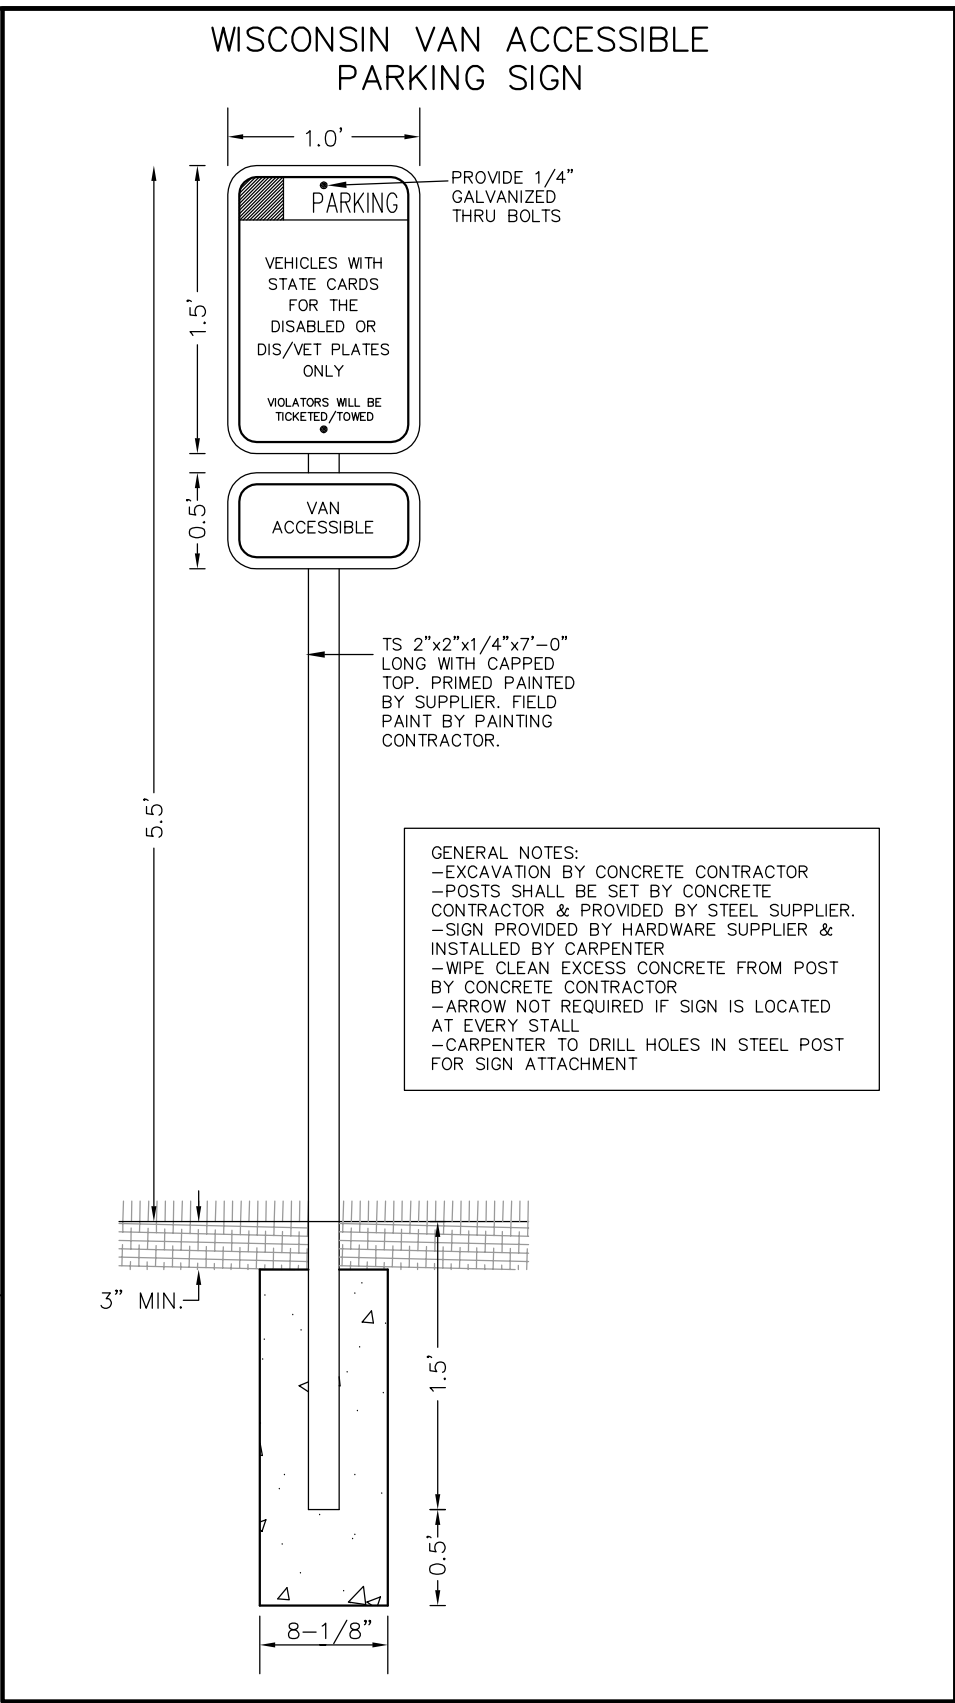 WISCONSIN VAN ACCESSIBLE
PARKING SIGN
1.0'
PROVIDE 1/4"
GALVANIZED
THRU BOLTS
PARKING
VEHICLES WITH
STATE CARDS
FOR THE
DISABLED OR
DIS/VET PLATES
ONLY
VIOLATORS WILL BE
TICKETED/TOWED
1.5'
VAN
ACCESSIBLE
0.5'
TS 2"x2"x1/4"x7'-0"
LONG WITH CAPPED
TOP. PRIMED PAINTED
BY SUPPLIER. FIELD
PAINT BY PAINTING
CONTRACTOR.
5.5'
GENERAL NOTES:
-EXCAVATION BY CONCRETE CONTRACTOR
-POSTS SHALL BE SET BY CONCRETE
CONTRACTOR & PROVIDED BY STEEL SUPPLIER.
-SIGN PROVIDED BY HARDWARE SUPPLIER &
INSTALLED BY CARPENTER
-WIPE CLEAN EXCESS CONCRETE FROM POST
BY CONCRETE CONTRACTOR
-ARROW NOT REQUIRED IF SIGN IS LOCATED
AT EVERY STALL
-CARPENTER TO DRILL HOLES IN STEEL POST
FOR SIGN ATTACHMENT
3" MIN.
1.5'
0.5'
8-1/8"